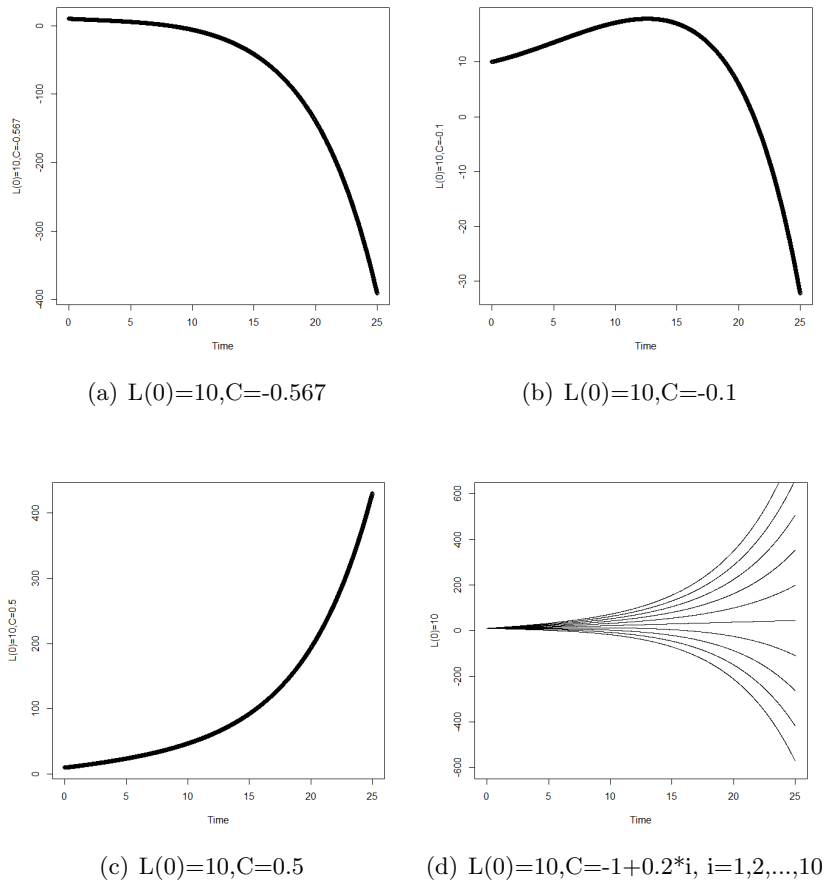 0
-100
-200
-300
-400
L(0)=10,C=-0.567
0 5 10 15 20 25
Time
(a) L(0)=10,C=-0.567
10
0
-10
-20
-30
L(0)=10,C=-0.1
0 5 10 15 20 25
Time
(b) L(0)=10,C=-0.1
400
300
200
100
0
L(0)=10,C=0.5
0 5 10 15 20 25
Time
(c) L(0)=10,C=0.5
600
400
200
0
-200
-400
-600
L(0)=10
0 5 10 15 20 25
Time
(d) L(0)=10,C=-1+0.2*i, i=1,2,...,10